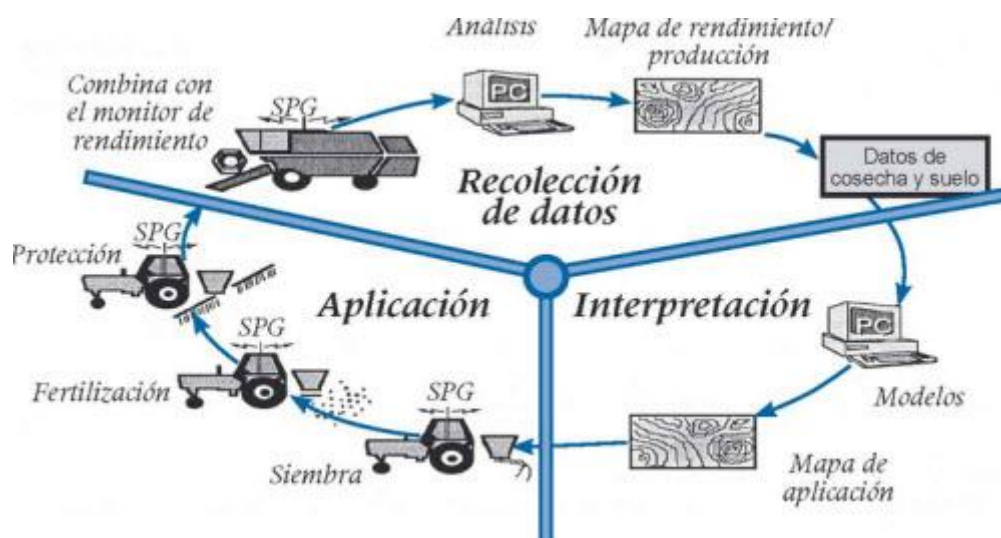 Análisis
Mapa de rendimiento/
producción
Combina con
el monitor de
rendimiento
SPG
PC
Datos de
cosecha y suelo
Recolección
de datos
SPG
Protección
Aplicación
Interpretación
PC
SPG
Fertilización
Modelos
SPG
Siembra
Mapa de
aplicación